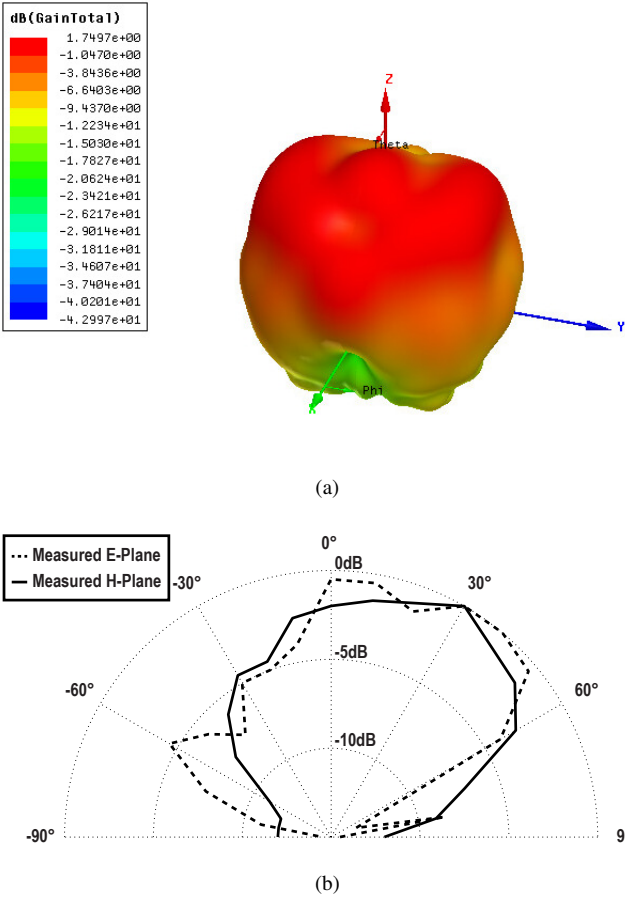 dB(GainTotal)
1.7497e+00
-1.0470e+00
-3.8436e+00
-6.6403e+00
-9.4370e+00
-1.2234e+01
-1.5030e+01
-1.7827e+01
-2.0624e+01
-2.3421e+01
-2.6217e+01
-2.9014e+01
-3.1811e+01
-3.4607e+01
-3.7404e+01
-4.0201e+01
-4.2997e+01
Z
Theta
Y
Phi
X
(a)
Measured E-Plane
Measured H-Plane
0°
0dB
-30°
30°
-5dB
-60°
60°
-10dB
-90°
9
(b)